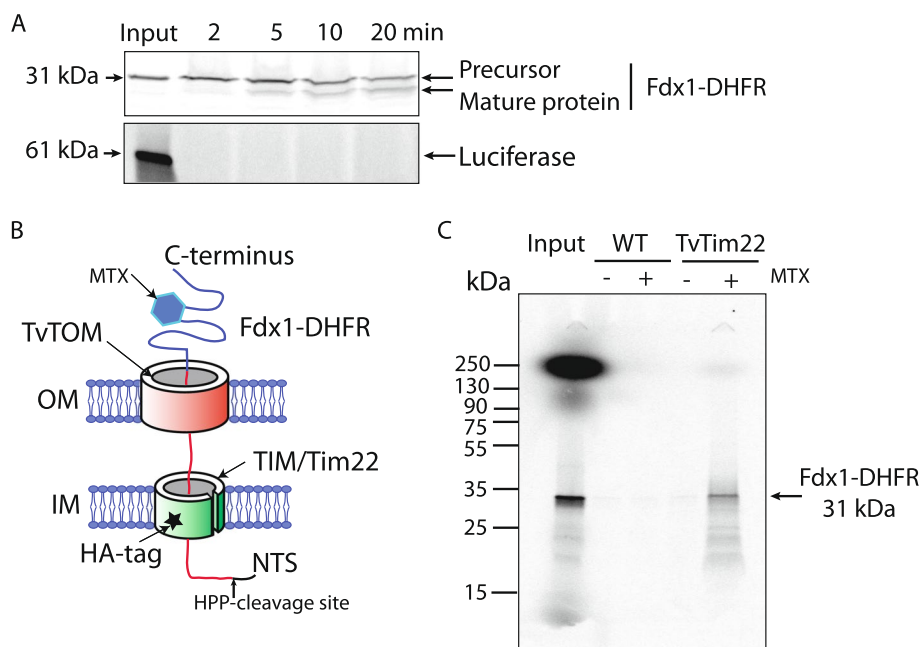 A
Input 2 5 10 20 min
31 kDa
Precursor
Mature protein
Fdx1-DHFR
61 kDa
Luciferase
B
C-terminus
MTX
Fdx1-DHFR
TvTOM
OM
TIM/Tim22
IM
HA-tag
NTS
HPP-cleavage site
C
Input WT TvTim22
kDa - + - + MTX
250
130
90
75
55
35
25
15
Fdx1-DHFR
31 kDa